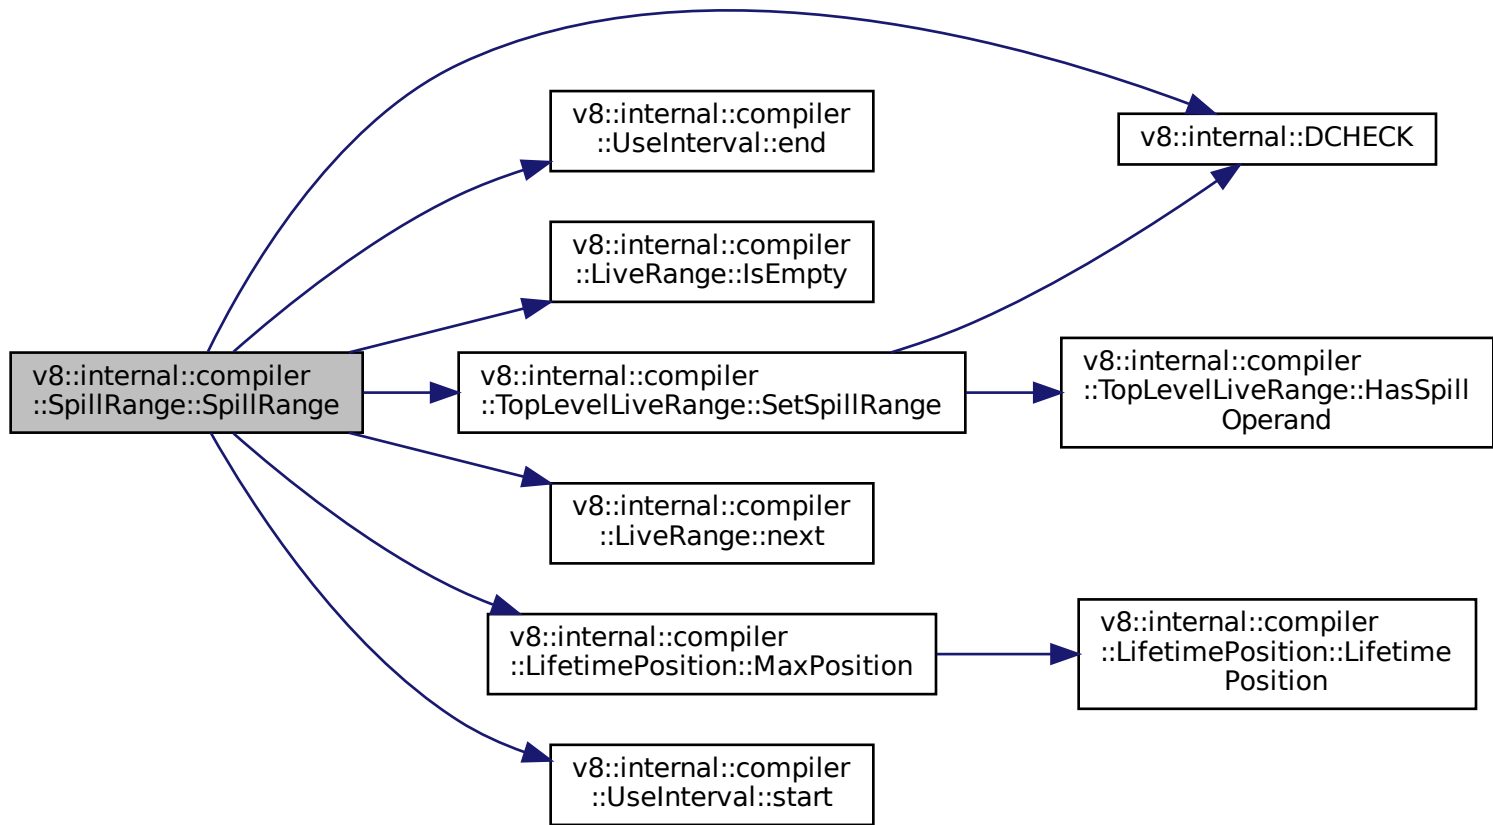 v8::internal::compiler
::UseInterval::end
v8::internal::DCHECK
v8::internal::compiler
::LiveRange::IsEmpty
v8::internal::compiler
::SpillRange::SpillRange
v8::internal::compiler
::TopLevelLiveRange::SetSpillRange
v8::internal::compiler
::TopLevelLiveRange::HasSpill
Operand
v8::internal::compiler
::LiveRange::next
v8::internal::compiler
::LifetimePosition::MaxPosition
v8::internal::compiler
::LifetimePosition::Lifetime
Position
v8::internal::compiler
::UseInterval::start